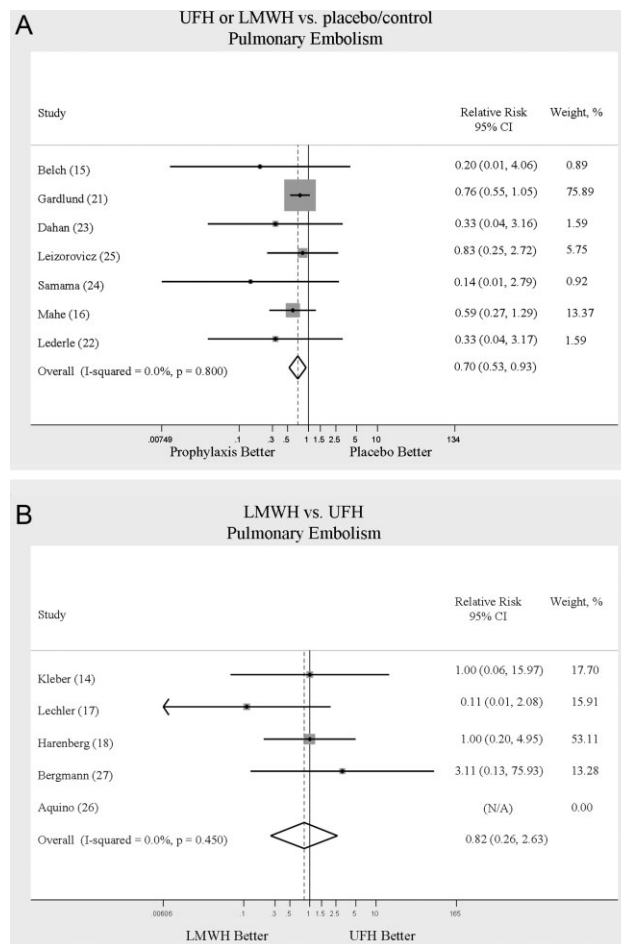 A
UFH or LMWH vs. placebo/control
Pulmonary Embolism
Study
Relative Risk
95% CI
Weight, %
Belch (15) 0.20 (0.01, 4.06) 0.89
Gardlund (21) 0.76 (0.55, 1.05) 75.89
Dahan (23) 0.33 (0.04, 3.16) 1.59
Leizorovicz (25) 0.83 (0.25, 2.72) 5.75
Samama (24) 0.14 (0.01, 2.79) 0.92
Mahe (16) 0.59 (0.27, 1.29) 13.37
Lederle (22) 0.33 (0.04, 3.17) 1.59
Overall (I-squared = 0.0%, p = 0.800) 0.70 (0.53, 0.93)
.00749 .1 .3 .5 1 1.5 2.5 5 10 134
Prophylaxis Better Placebo Better
B
LMWH vs. UFH
Pulmonary Embolism
Study
Relative Risk
95% CI
Weight, %
Kleber (14) 1.00 (0.06, 15.97) 17.70
Lechler (17) 0.11 (0.01, 2.08) 15.91
Harenberg (18) 1.00 (0.20, 4.95) 53.11
Bergmann (27) 3.11 (0.13, 75.93) 13.28
Aquino (26) (N/A) 0.00
Overall (I-squared = 0.0%, p = 0.450) 0.82 (0.26, 2.63)
.00606 .1 .3 .5 1 1.5 2.5 5 10 165
LMWH Better UFH Better